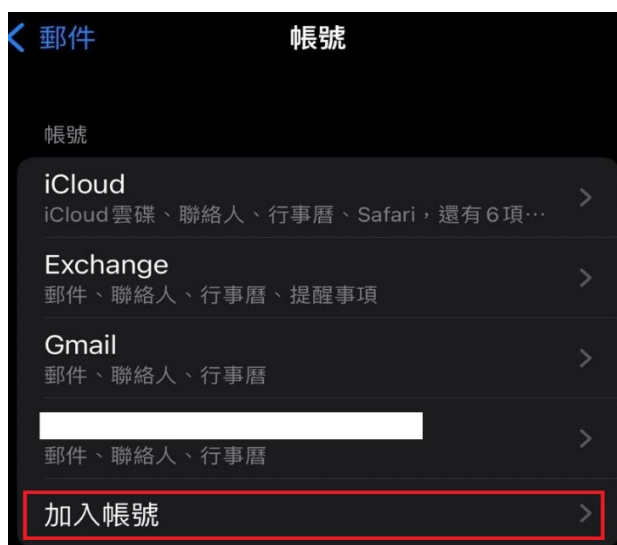 郵件
帳號
帳號
iCloud
iCloud雲碟、聯絡人、行事曆、Safari，還有6項⋯
Exchange
郵件、聯絡人、行事曆、提醒事項
Gmail
郵件、聯絡人、行事曆
郵件、聯絡人、行事曆
加入帳號